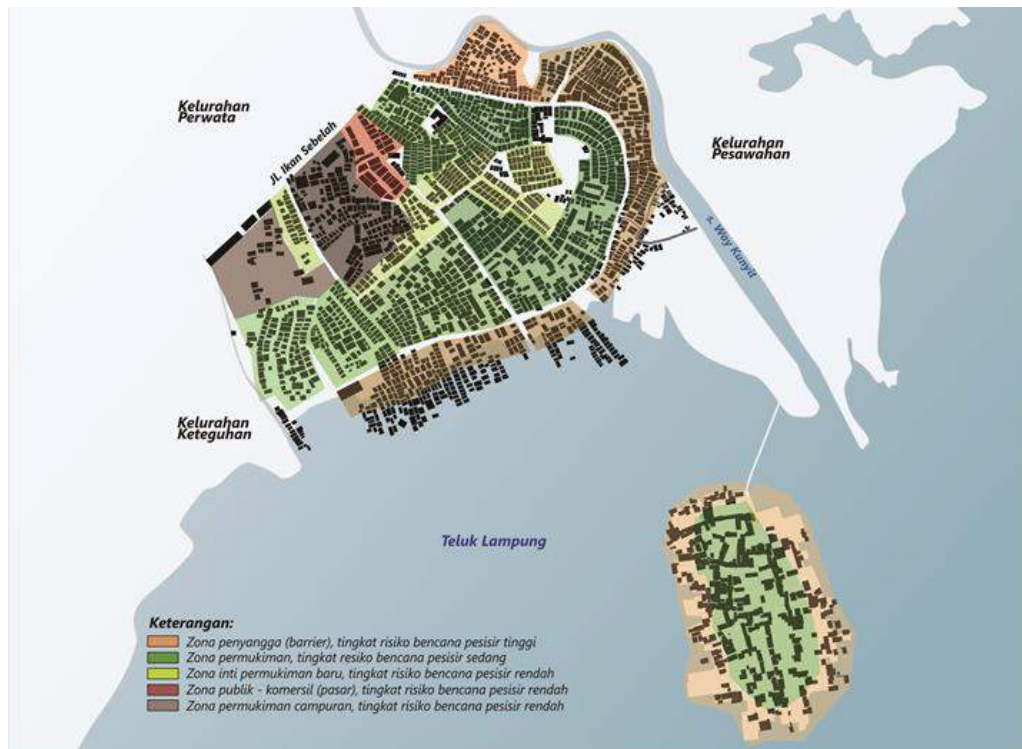 Kelurahan
Perwata
Jl. Ikan Sebelah
Kelurahan
Pesawahan
s. Way Kunyit
Kelurahan
Keteguhan
Teluk Lampung
Keterangan:
Zona penyangga (barrier), tingkat risiko bencana pesisir tinggi
Zona permukiman, tingkat resiko bencana pesisir sedang
Zona inti permukiman baru, tingkat risiko bencana pesisir rendah
Zona publik - komersil (pasar), tingkat risiko bencana pesisir rendah
Zona permukiman campuran, tingkat risiko bencana pesisir rendah